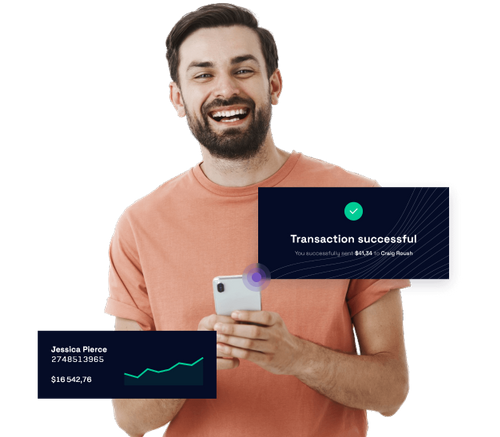 Transaction successful
You successfully sent $41,34 to Craig Roush
Jessica Pierce
2748513965
$16 542,76